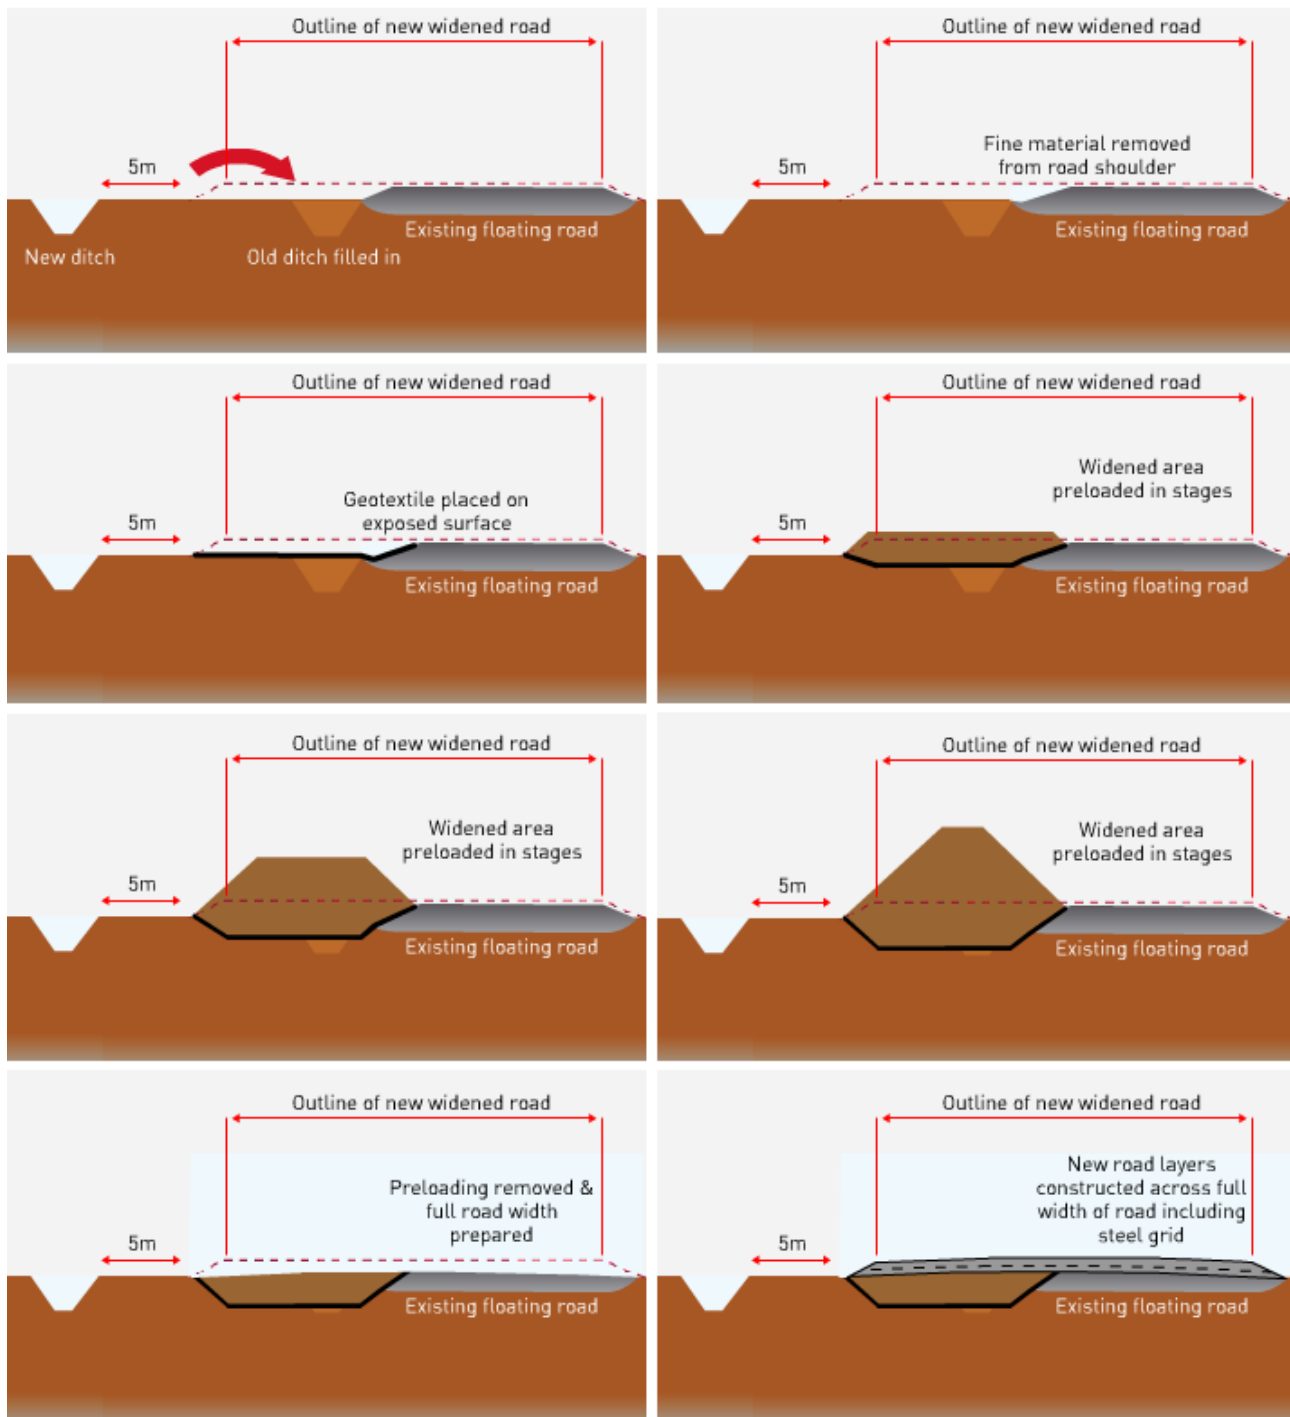 Outline of new widened road
5m
New ditch
Old ditch filled in
Existing floating road
Outline of new widened road
Fine material removed
from road shoulder
5m
Existing floating road
Outline of new widened road
Geotextile placed on
exposed surface
5m
Existing floating road
Outline of new widened road
Widened area
preloaded in stages
5m
Existing floating road
Outline of new widened road
Widened area
preloaded in stages
5m
Existing floating road
Outline of new widened road
Widened area
preloaded in stages
5m
Existing floating road
Outline of new widened road
Preloading removed &
full road width
prepared
5m
Existing floating road
Outline of new widened road
New road layers
constructed across full
width of road including
steel grid
5m
Existing floating road